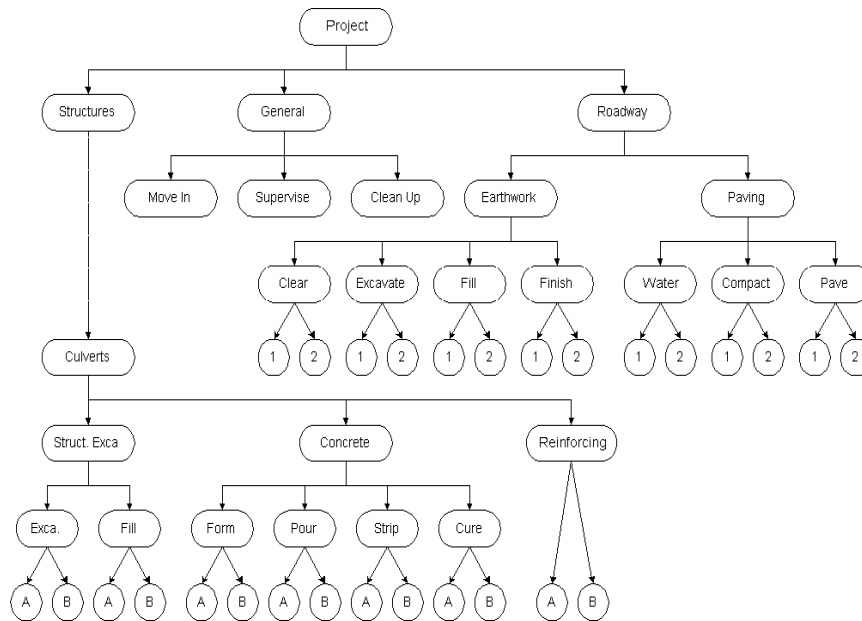 Project
Structures General Roadway
Move In Supervise Clean Up Earthwork Paving
Clear Excavate Fill Finish Water Compact Pave
1 2 1 2 1 2 1 2 1 2 1 2 1 2
Culverts
Struct. Exca Concrete Reinforcing
Exca. Fill Form Pour Strip Cure
A B A B A B A B A B A B A B